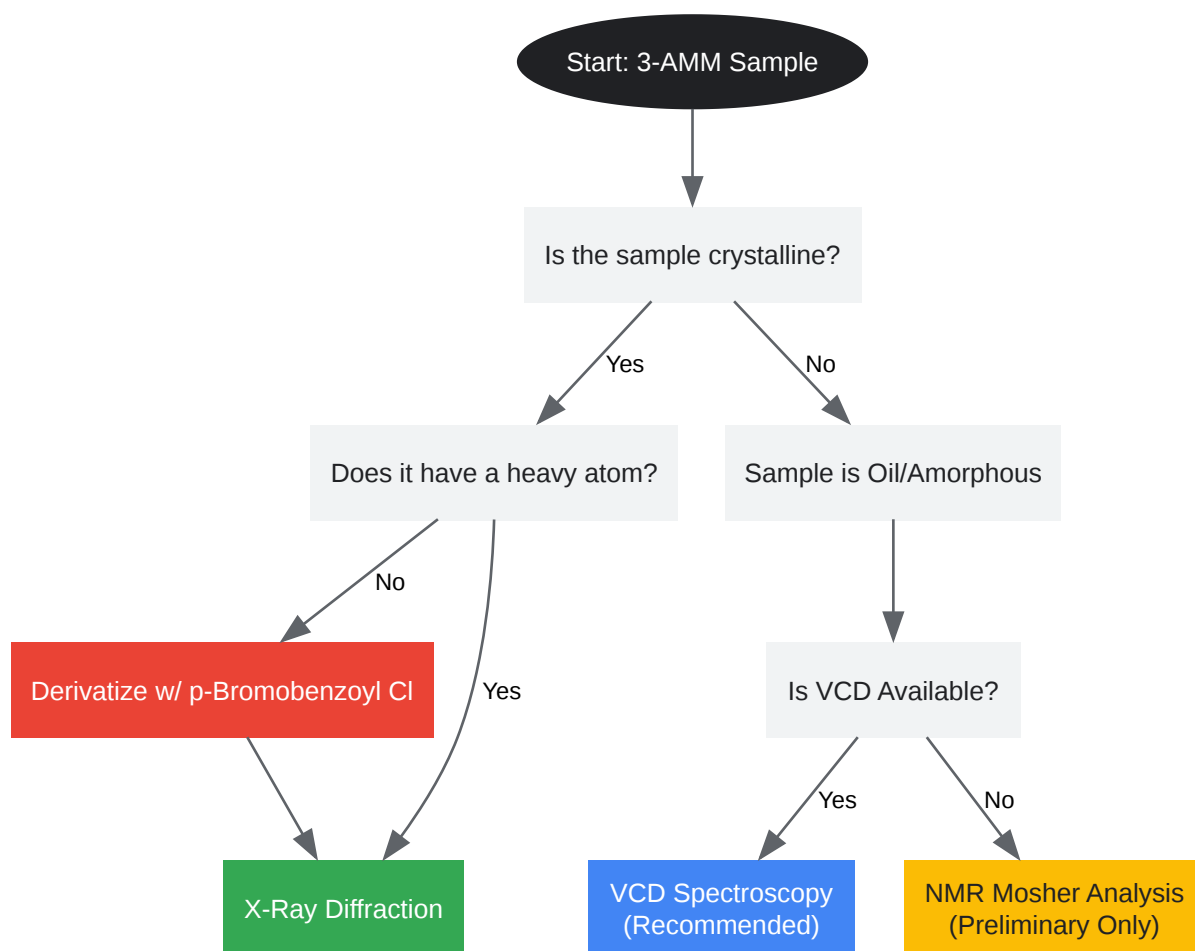 Start: 3-AMM Sample
Is the sample crystalline?
Yes
No
Does it have a heavy atom?
Sample is Oil/Amorphous
No
Yes
Derivatize w/ p-Bromobenzoyl Cl
Is VCD Available?
Yes
No
X-Ray Diffraction
VCD Spectroscopy
(Recommended)
NMR Mosher Analysis
(Preliminary Only)